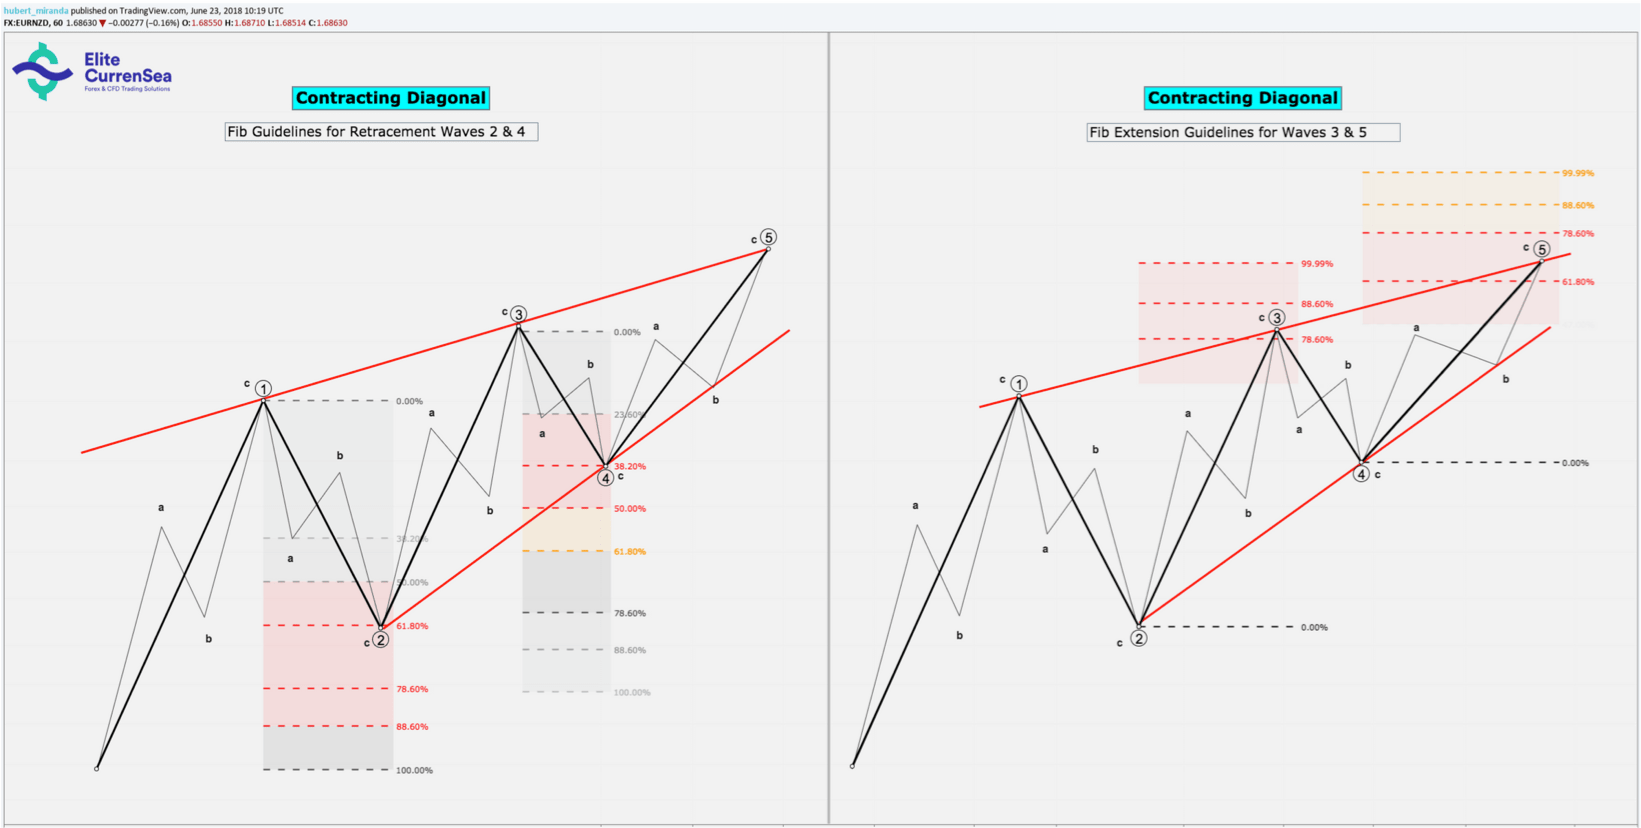 hubert_miranda published on TradingView.com, June 23, 2018 10:19 UTC
FX:EURNZD, 60 1.68630 ▼ −0.00277 (−0.16%) O:1.68550 H:1.68710 L:1.68514 C:1.68630
Elite
CurrenSea
Forex & CFD Trading Solutions
Contracting Diagonal
Fib Guidelines for Retracement Waves 2 & 4
c 5
c 3
0.00%
a
b
c 1
0.00%
b
a
23.60%
a
b
38.20%
4 c
a
b
50.00%
b
38.20%
61.80%
a
50.00%
78.60%
61.80%
b
c 2
88.60%
78.60%
100.00%
88.60%
100.00%
Contracting Diagonal
Fib Extension Guidelines for Waves 3 & 5
99.99%
88.60%
78.60%
c 5
99.99%
61.80%
88.60%
c 3
a
78.60%
b
b
c 1
a
a
b
0.00%
4 c
a
b
a
b
0.00%
c 2